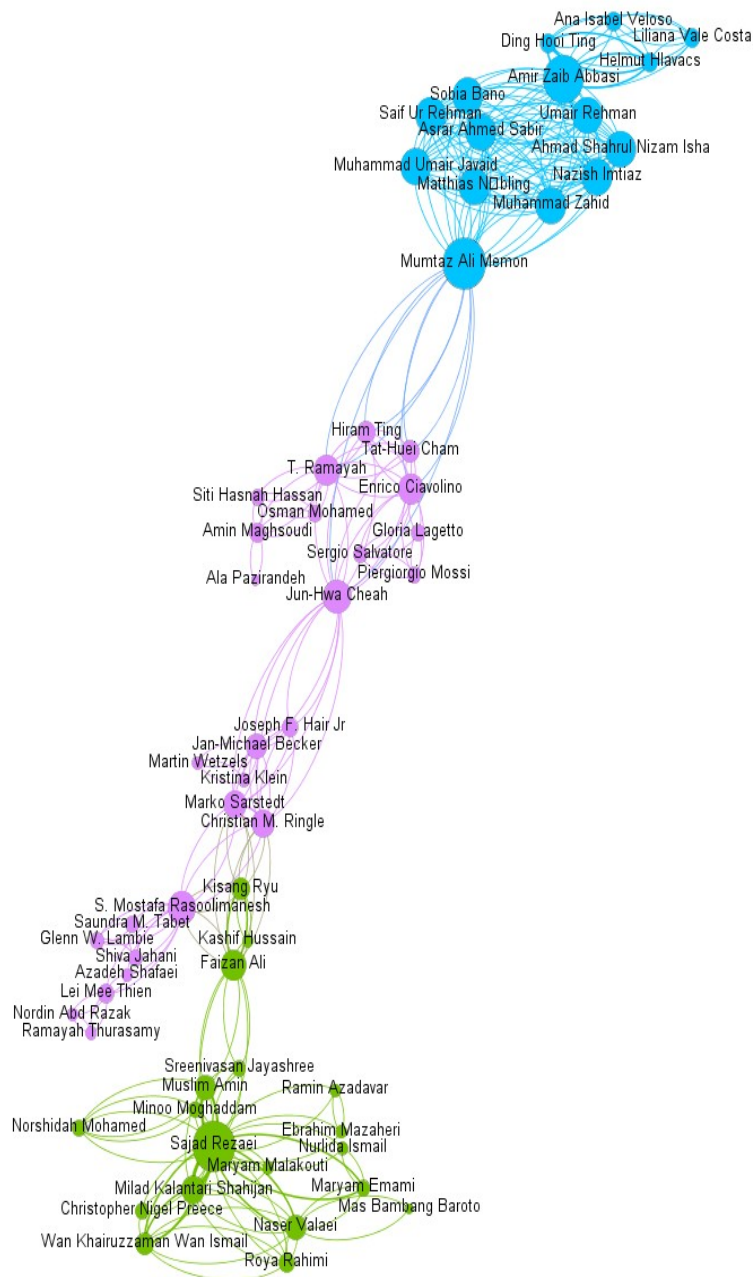 Ana Isabel Veloso
Liliana Vale Costa
Ding Hooi Ting
Helmut Hlavacs
Amir Zaib Abbasi
Sobia Bano
Saif Ur Rehman
Umair Rehman
Asrar Ahmed Sabir
Ahmad Shahrul Nizam Isha
Muhammad Umair Javaid
Nazish Imtiaz
Matthias N□bling
Muhammad Zahid
Mumtaz Ali Memon
Hiram Ting
Tat-Huei Cham
T. Ramayah
Enrico Ciavolino
Siti Hasnah Hassan
Osman Mohamed
Amin Maghsoudi
Gloria Lagetto
Sergio Salvatore
Ala Pazirandeh
Piergiorgio Mossi
Jun-Hwa Cheah
Joseph F. Hair Jr
Jan-Michael Becker
Martin Wetzels
Kristina Klein
Marko Sarstedt
Christian M. Ringle
Kisang Ryu
S. Mostafa Rasoolimanesh
Saundra M. Tabet
Glenn W. Lambie
Kashif Hussain
Shiva Jahani
Faizan Ali
Azadeh Shafaei
Lei Mee Thien
Nordin Abd Razak
Ramayah Thurasamy
Sreenivasan Jayashree
Muslim Amin
Ramin Azadavar
Minoo Moghaddam
Norshidah Mohamed
Ebrahim Mazaheri
Sajad Rezaei
Nurlida Ismail
Maryam Malakouti
Milad Kalantari Shahijan
Maryam Emami
Christopher Nigel Preece
Mas Bambang Baroto
Naser Valaei
Wan Khairuzzaman Wan Ismail
Roya Rahimi